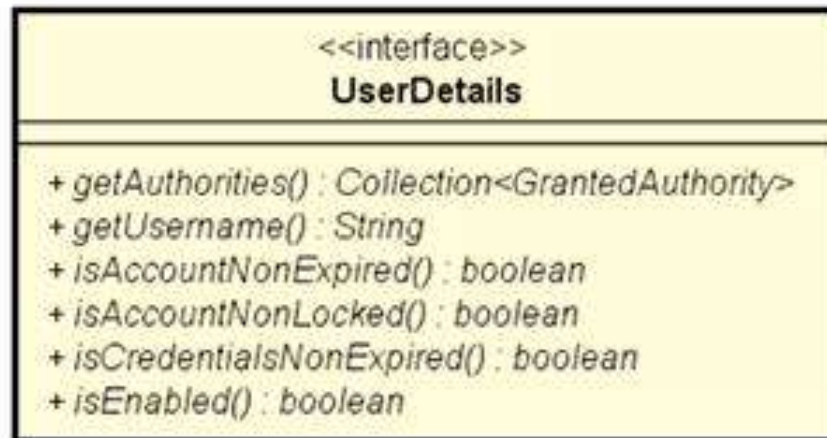 <<interface>>
UserDetails
+ getAuthorities() : Collection<GrantedAuthority>
+ getUsername() : String
+ isAccountNonExpired() : boolean
+ isAccountNonLocked() : boolean
+ isCredentialsNonExpired() : boolean
+ isEnabled() : boolean